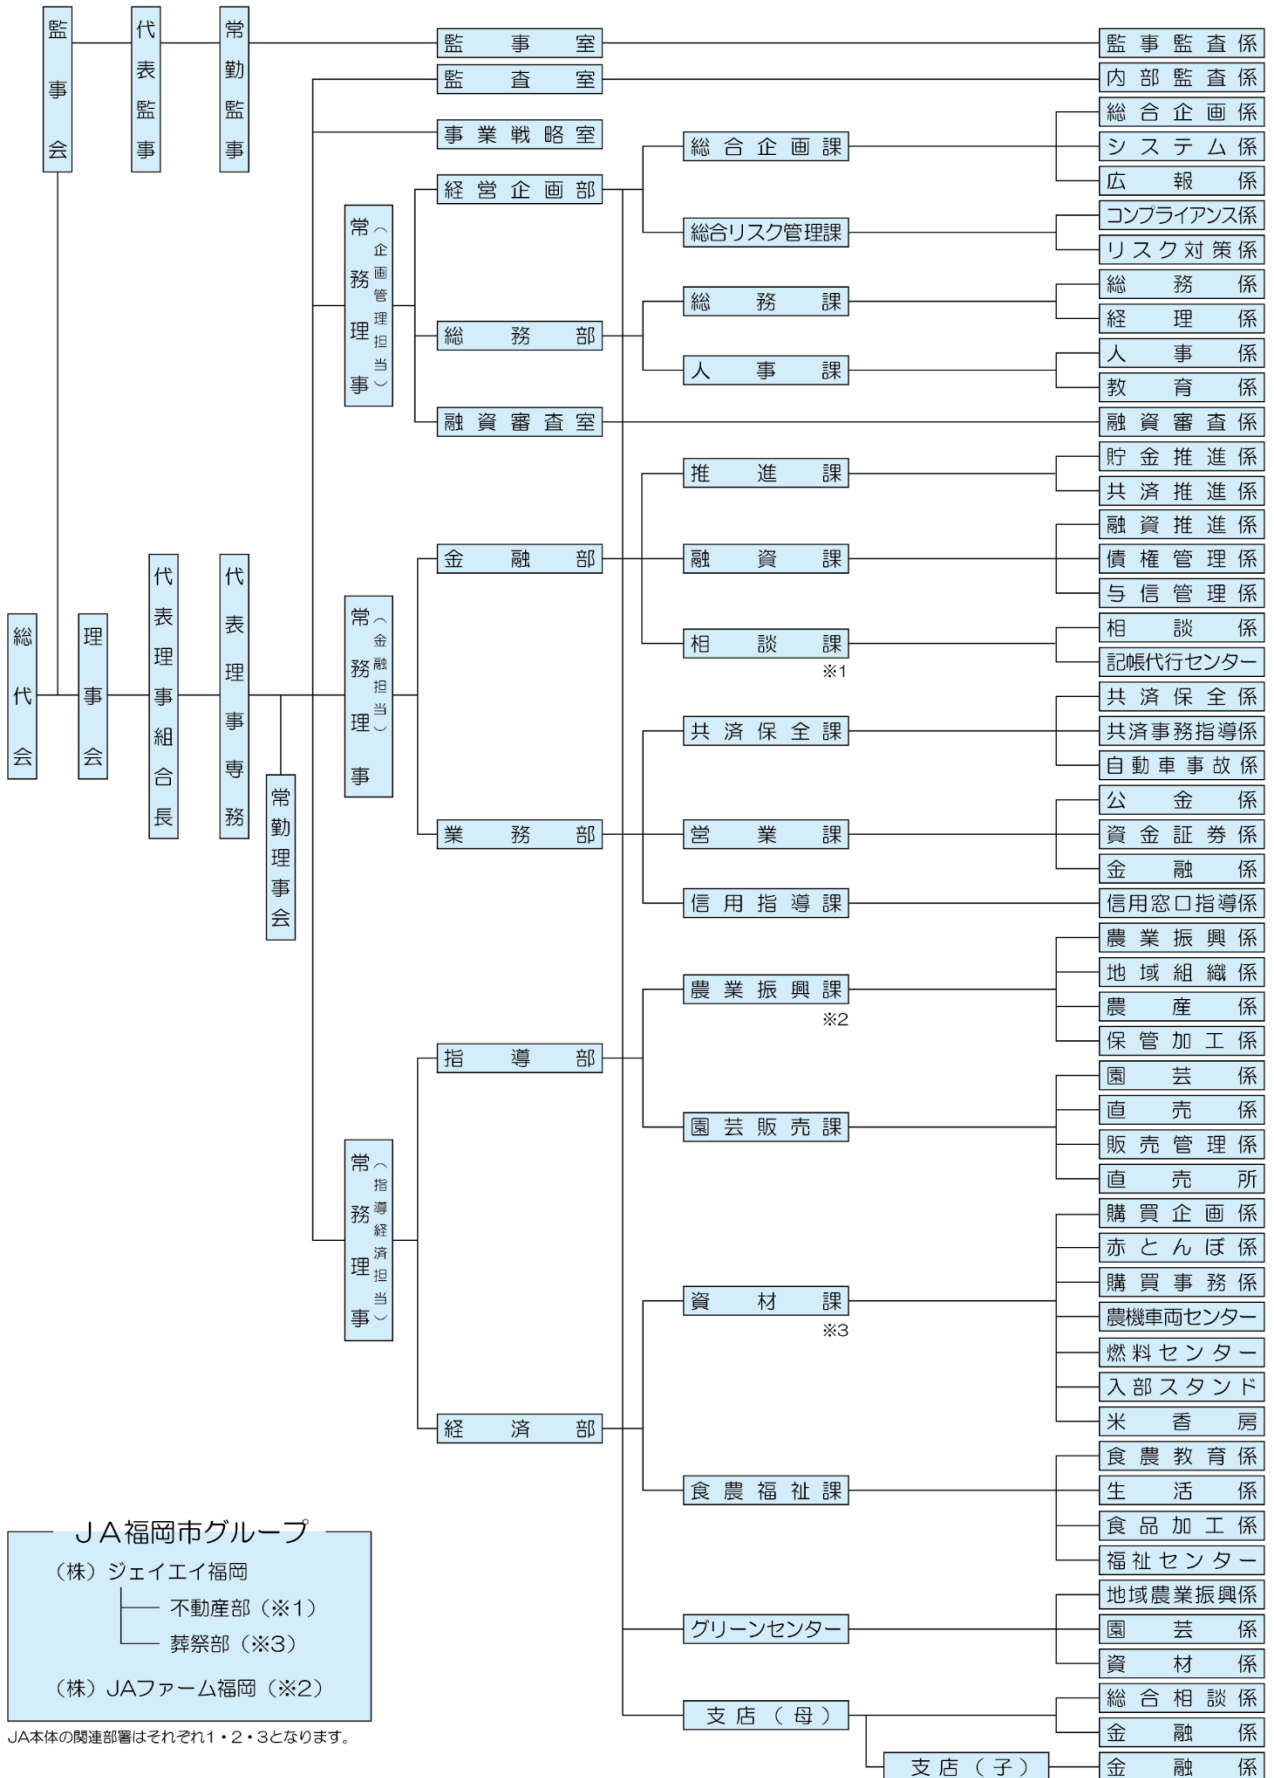 監事会
代表監事
常勤監事
監事室
監事監査係
監査室
内部監査係
事業戦略室
総代会
理事会
代表理事組合長
代表理事専務
常勤理事会
常務理事
（企画管理担当）
経営企画部
総合企画課
総合企画係
システム係
広報係
総合リスク管理課
コンプライアンス係
リスク対策係
総務部
総務課
総務係
経理係
人事課
人事係
教育係
融資審査室
融資審査係
常務理事
（金融担当）
金融部
推進課
貯金推進係
共済推進係
融資課
融資推進係
債権管理係
与信管理係
相談課
※1
相談係
記帳代行センター
業務部
共済保全課
共済保全係
共済事務指導係
自動車事故係
営業課
公金係
資金証券係
金融係
信用指導課
信用窓口指導係
常務理事
（指導経済担当）
指導部
農業振興課
※2
農業振興係
地域組織係
農産係
保管加工係
園芸販売課
園芸係
直売係
販売管理係
直売所
経済部
資材課
※3
購買企画係
赤とんぼ係
購買事務係
農機車両センター
燃料センター
入部スタンド
米香房
食農福祉課
食農教育係
生活係
食品加工係
福祉センター
グリーンセンター
地域農業振興係
園芸係
資材係
支店（母）
総合相談係
金融係
支店（子）
金融係
JA福岡市グループ
（株）ジェイエイ福岡
不動産部（※1）
葬祭部（※3）
（株）JAファーム福岡（※2）
JA本体の関連部署はそれぞれ1・2・3となります。